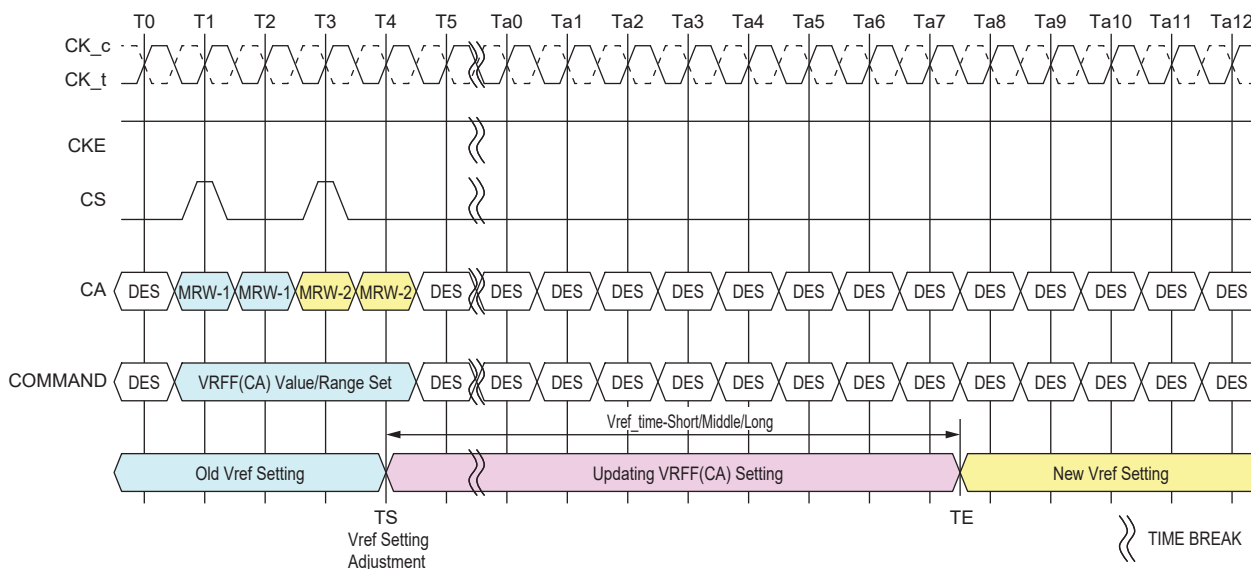 T0 T1 T2 T3 T4 T5 Ta0 Ta1 Ta2 Ta3 Ta4 Ta5 Ta6 Ta7 Ta8 Ta9 Ta10 Ta11 Ta12
CK_c
CK_t
CKE
CS
CA DES MRW-1 MRW-1 MRW-2 MRW-2 DES DES DES DES DES DES DES DES DES DES DES DES DES DES
COMMAND DES VRFF(CA) Value/Range Set DES DES DES DES DES DES DES DES DES DES DES DES DES DES
Vref_time-Short/Middle/Long
Old Vref Setting Updating VRFF(CA) Setting New Vref Setting
TS TE
Vref Setting
Adjustment
TIME BREAK